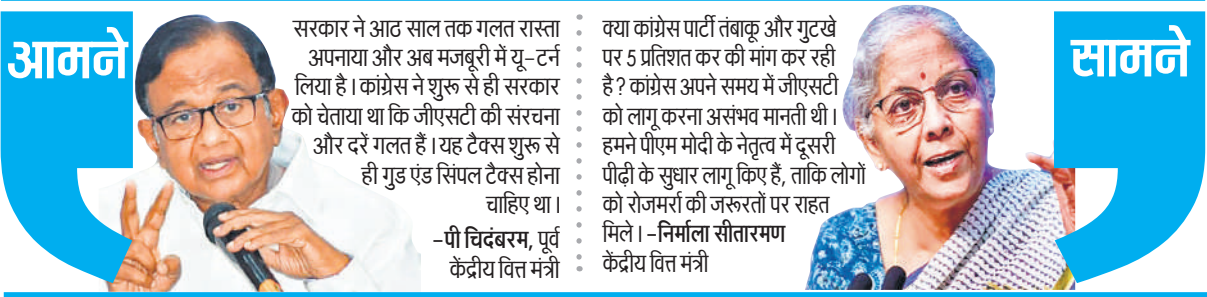 आमने
सरकार ने आठ साल तक गलत रास्ता
अपनाया और अब मजबूरी में यू-टर्न
लिया है। कांग्रेस ने शुरू से ही सरकार
को चेताया था कि जीएसटी की संरचना
और दरें गलत हैं। यह टैक्स शुरू से
ही गुड एंड सिंपल टैक्स होना
चाहिए था।
-पी चिदंबरम, पूर्व
केंद्रीय वित्त मंत्री
क्या कांग्रेस पार्टी तंबाकू और गुटखे
पर 5 प्रतिशत कर की मांग कर रही
है? कांग्रेस अपने समय में जीएसटी
को लागू करना असंभव मानती थी।
हमने पीएम मोदी के नेतृत्व में दूसरी
पीढ़ी के सुधार लागू किए हैं, ताकि लोगों
को रोजमर्रा की जरूरतों पर राहत
मिले। -निर्मला सीतारमण
केंद्रीय वित्त मंत्री
सामने